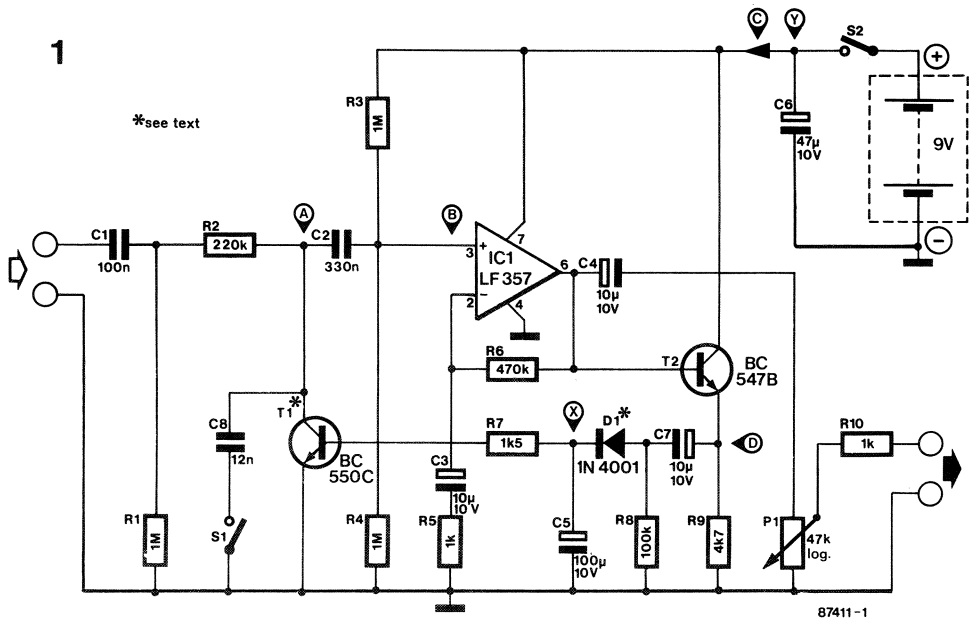 1
*see text
C
Y
S2
+
R3
1M
C6
47µ
10V
9V
–
A
B
C1
100n
R2
220k
C2
330n
3
+
7
IC1
LF 357
6
C4
10µ
10V
2
–
4
R6
470k
T2
BC
547B
T1*
C8
12n
BC
550C
R7
1k5
X
D1*
1N 4001
C7
10µ
10V
D
R10
1k
C3
10µ
10V
R1
1M
S1
R4
1M
R5
1k
C5
100µ
10V
R8
100k
R9
4k7
P1
47k
log.
87411-1